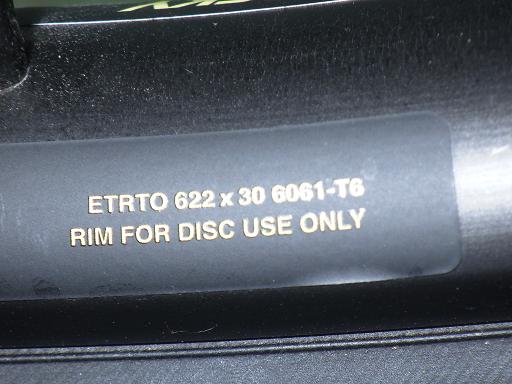 ETRTO 622 x 30 6061-T6
RIM FOR DISC USE ONLY